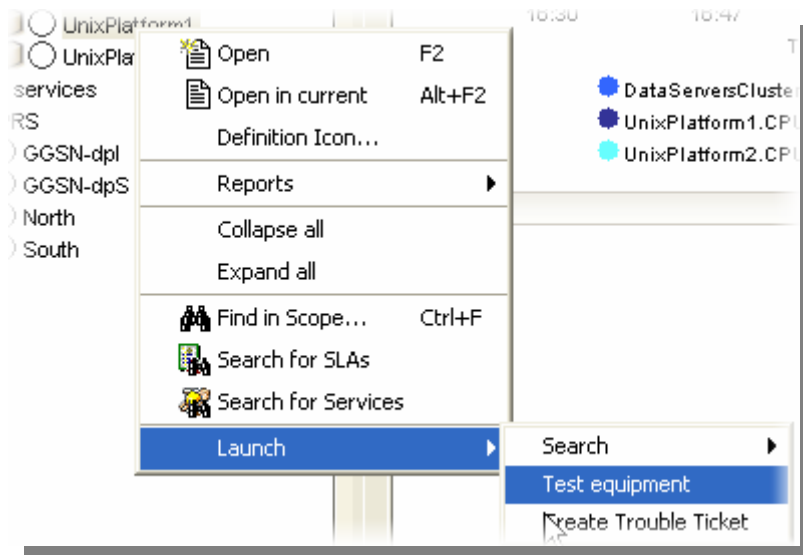 UnixPlatform1
UnixPla
services
RS
GGSN-dpI
GGSN-dpS
North
South
Open F2
Open in current Alt+F2
Definition Icon...
Reports
Collapse all
Expand all
Find in Scope... Ctrl+F
Search for SLAs
Search for Services
Launch
Search
Test equipment
Create Trouble Ticket
16:30 16:47
T
DataServersCluste
UnixPlatform1.CPU
UnixPlatform2.CPU